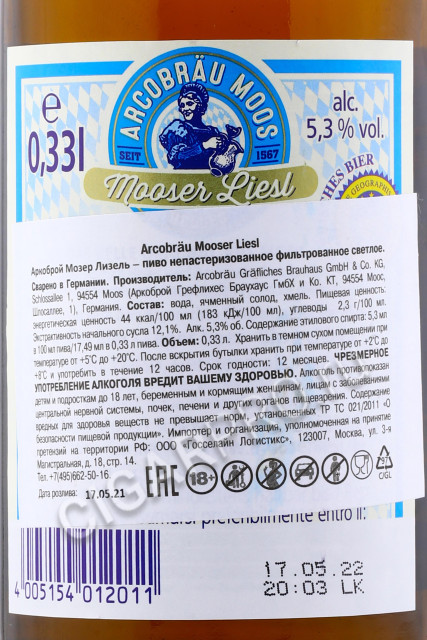 ARCOBRÄU MOOS
SEIT 1567
Mooser Liesl
e
0,33l
alc.
5,3 % vol.
CHES BIER
GEOGRAPHI
Arcobräu Mooser Liesl
Аркоброй Мозер Лизель – пиво непастеризованное фильтрованное светлое.
Сварено в Германии. Производитель: Arcobräu Gräfliches Brauhaus GmbH & Co. KG,
Schlossallee 1, 94554 Moos (Аркоброй Грефлихес Браухаус ГмбХ и Ко. КТ, 94554 Моос,
Шлосаллее, 1), Германия. Состав: вода, ячменный солод, хмель. Пищевая ценность:
энергетическая ценность 44 ккал/100 мл (183 кДж/100 мл), углеводы 2,3 г/100 мл.
Экстрактивность начального сусла 12,1%. Алк. 5,3% об. Содержание этилового спирта: 5,3 мл
в 100 мл пива/17,49 мл в 0,33 л пива. Объем: 0,33 л. Хранить в темном сухом помещении при
температуре от +5°С до +20°С. После вскрытия бутылки хранить при температуре от +2°С до
+8°С и употребить в течение 12 часов. Срок годности: 12 месяцев. ЧРЕЗМЕРНОЕ
УПОТРЕБЛЕНИЕ АЛКОГОЛЯ ВРЕДИТ ВАШЕМУ ЗДОРОВЬЮ. Алкоголь противопоказан
детям и подросткам до 18 лет, беременным и кормящим женщинам, лицам с заболеваниями
центральной нервной системы, почек, печени и других органов пищеварения. Содержание
вредных для здоровья веществ не превышает норм, установленных ТР ТС 021/2011 «О
безопасности пищевой продукции». Импортёр и организация, уполномоченная на принятие
претензий на территории РФ: ООО «Госсвелайн Логистикс», 123007, Москва, ул. 3-я
Магистральная, д. 18, стр. 14.
Тел.: +7(495)662-50-16.
Дата розлива: 17.05.21
EAC
18+
C/GL
preferibilmente entro il:
4 005154 012011
17.05.22
20:03 LK